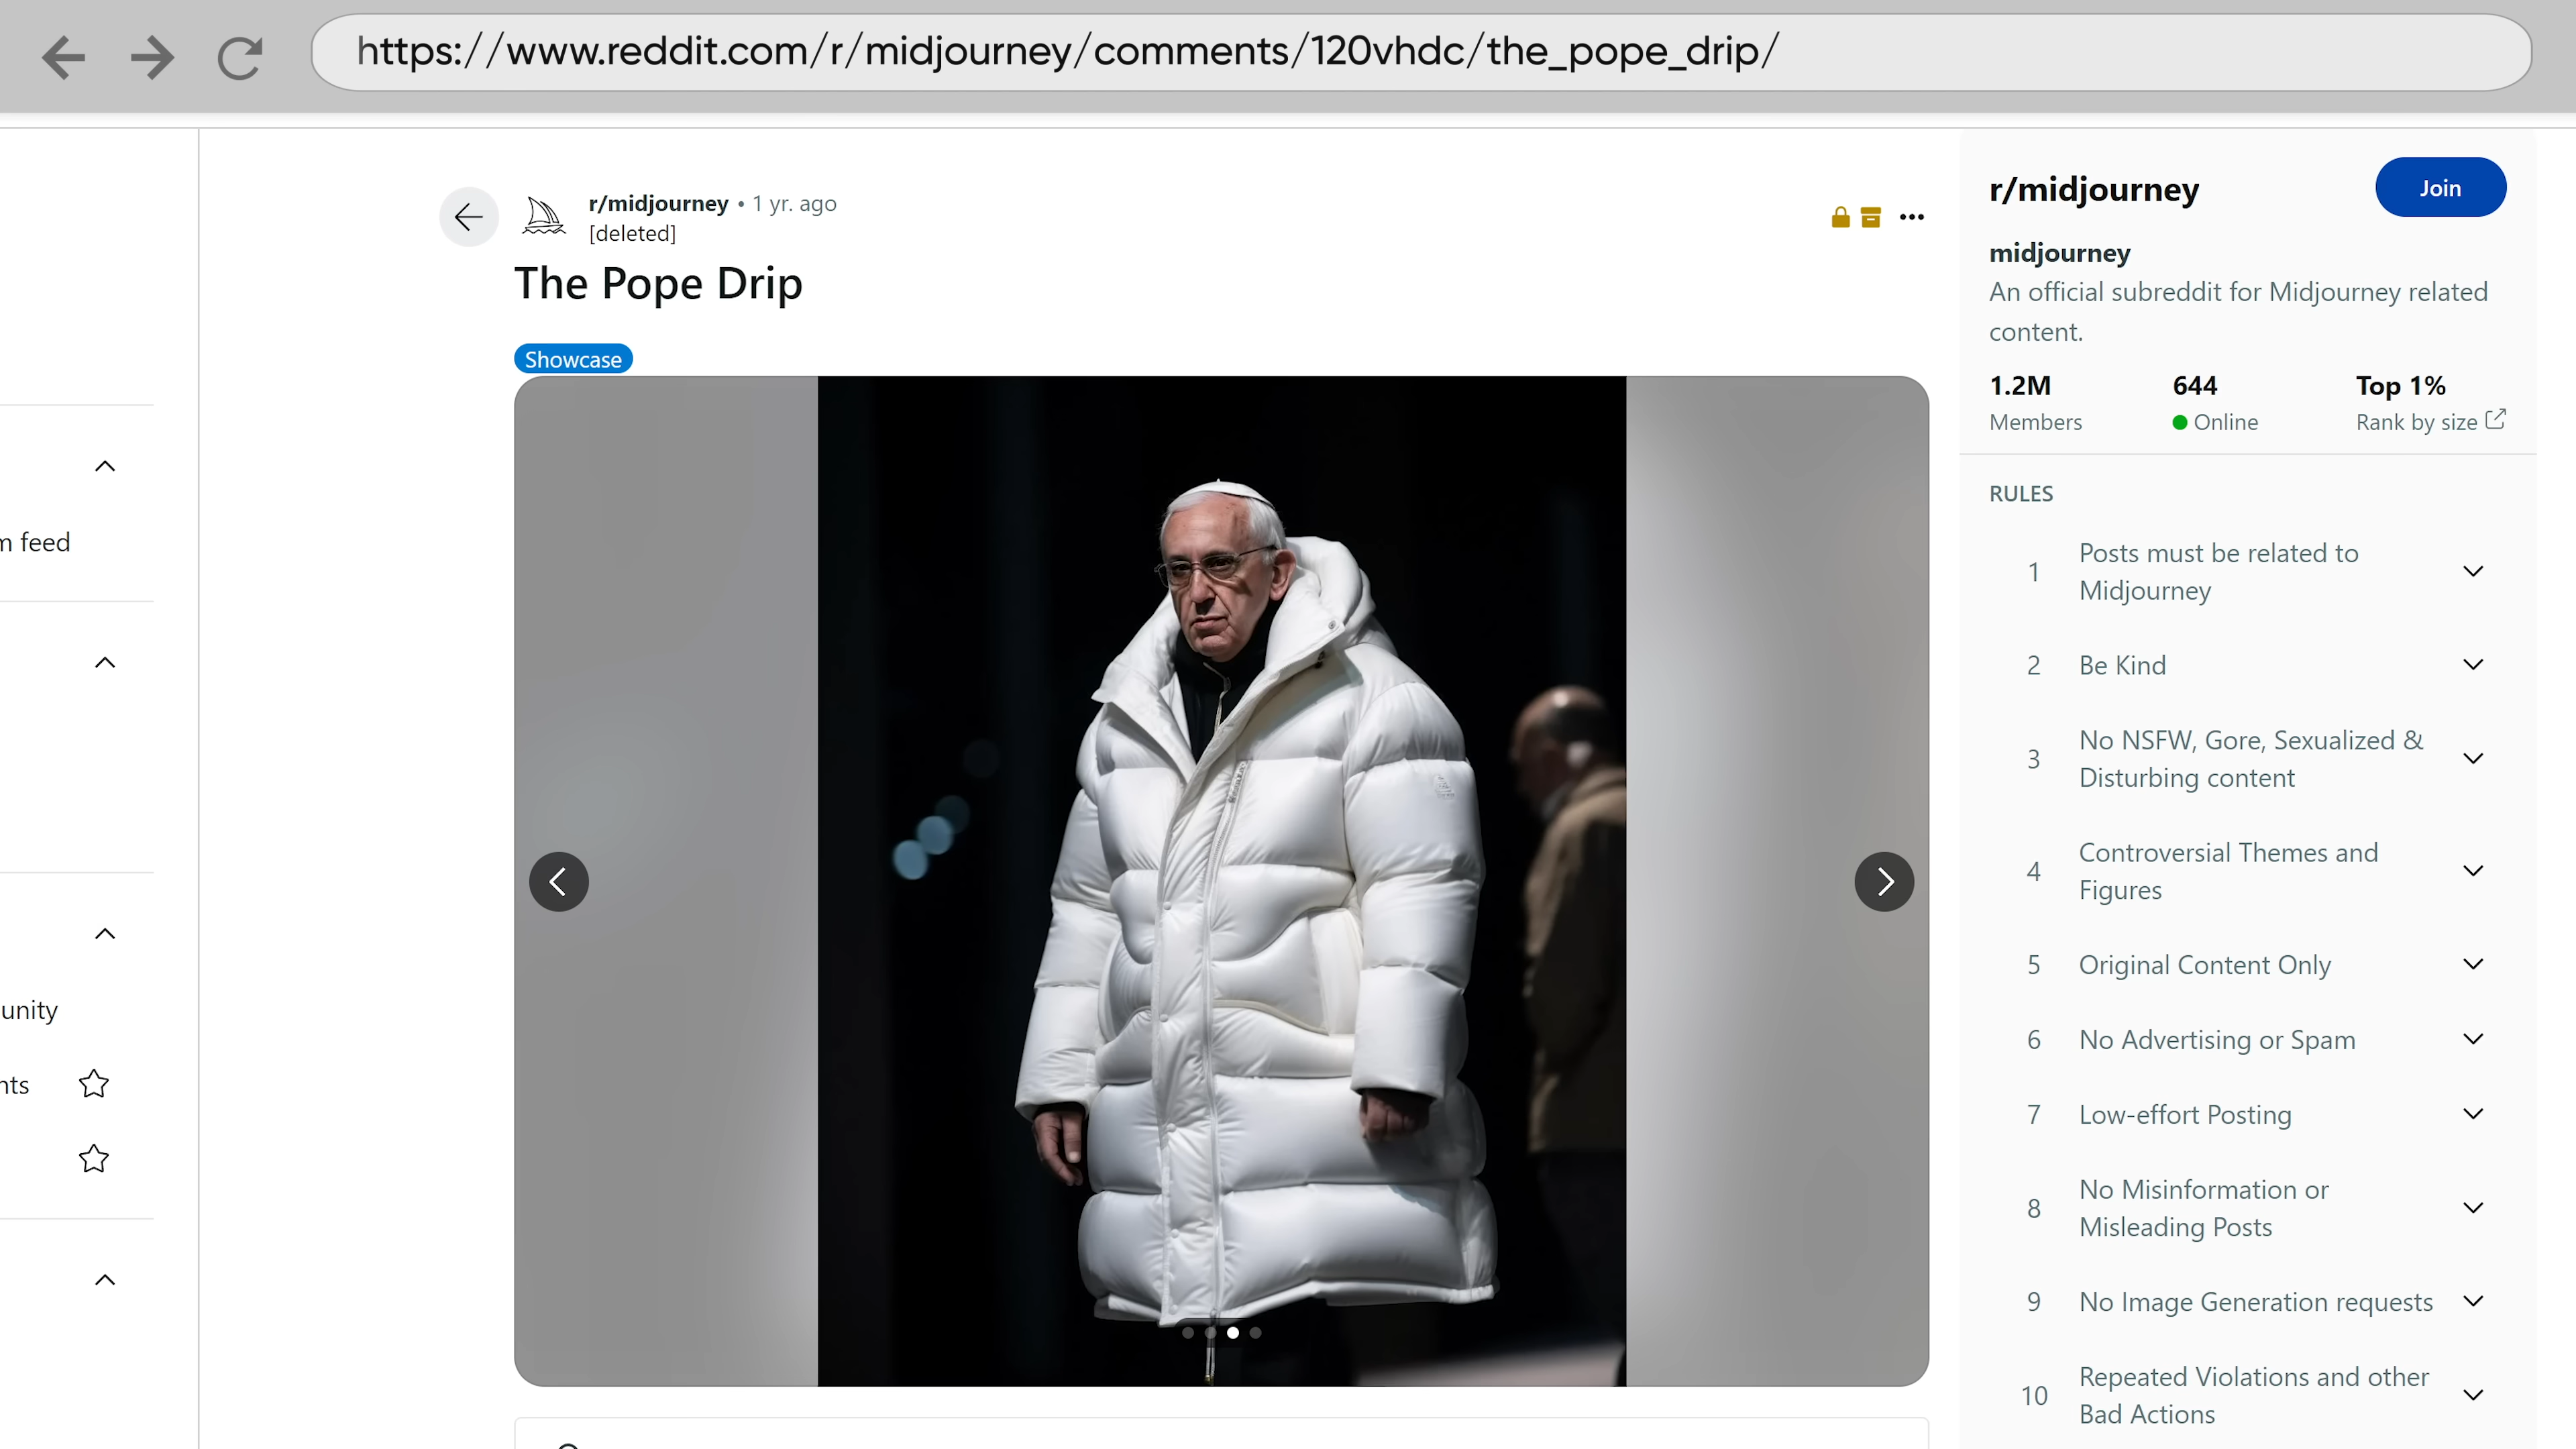 https://www.reddit.com/r/midjourney/comments/120vhdc/the_pope_drip/
m feed
unity
nts
r/midjourney • 1 yr. ago
[deleted]
The Pope Drip
Showcase
r/midjourney
Join
midjourney
An official subreddit for Midjourney related
content.
1.2M 644 Top 1%
Members Online Rank by size
RULES
1 Posts must be related to
Midjourney
2 Be Kind
3 No NSFW, Gore, Sexualized &
Disturbing content
4 Controversial Themes and
Figures
5 Original Content Only
6 No Advertising or Spam
7 Low-effort Posting
8 No Misinformation or
Misleading Posts
9 No Image Generation requests
10 Repeated Violations and other
Bad Actions